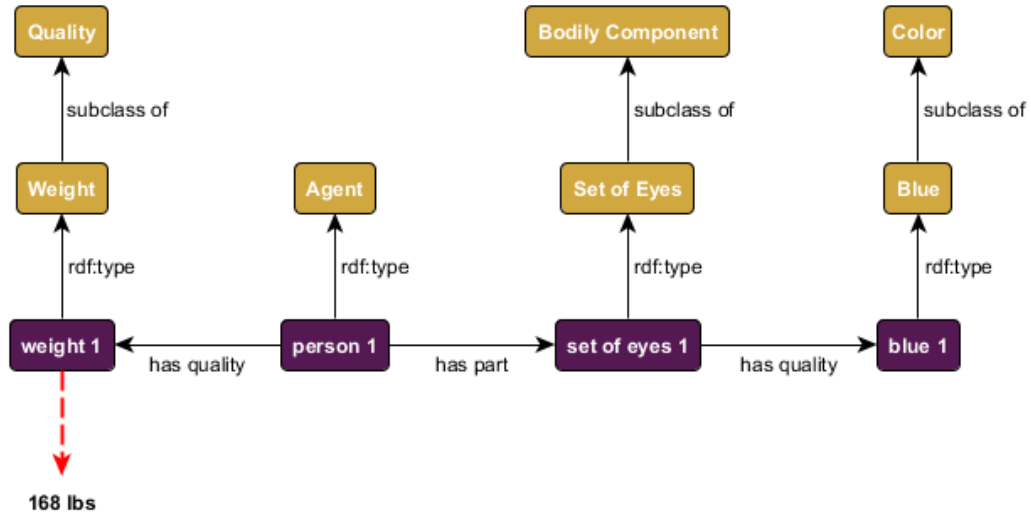 Quality
Bodily Component
Color
subclass of
subclass of
subclass of
Weight
Agent
Set of Eyes
Blue
rdf:type
rdf:type
rdf:type
rdf:type
weight 1
person 1
set of eyes 1
blue 1
has quality
has part
has quality
168 lbs